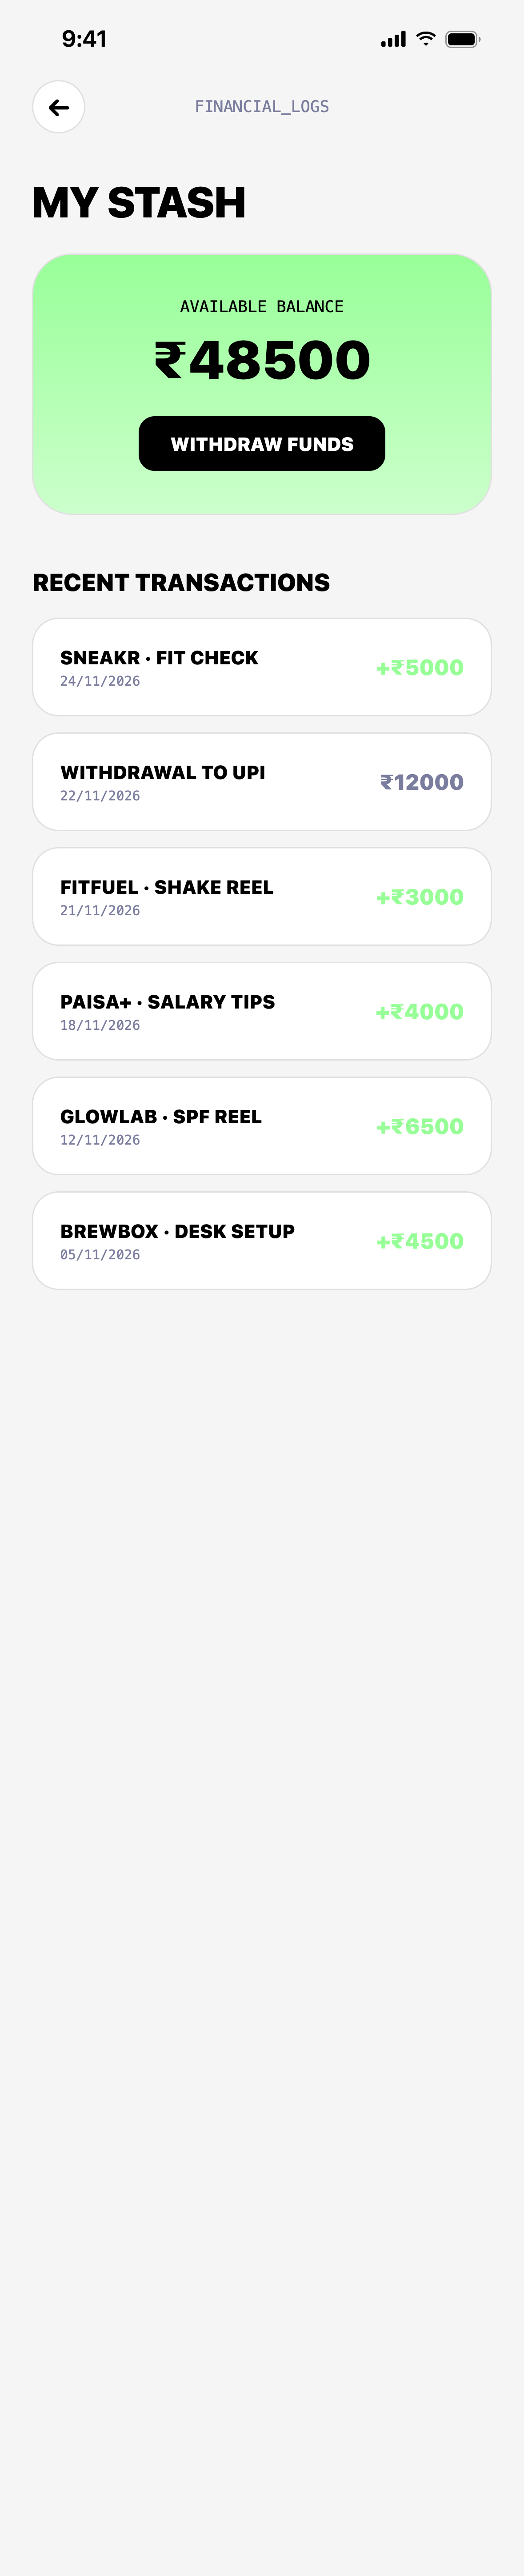 9:41
FINANCIAL_LOGS
MY STASH
AVAILABLE BALANCE
₹48500
WITHDRAW FUNDS
RECENT TRANSACTIONS
SNEAKR · FIT CHECK
24/11/2026
+₹5000
WITHDRAWAL TO UPI
22/11/2026
₹12000
FITFUEL · SHAKE REEL
21/11/2026
+₹3000
PAISA+ · SALARY TIPS
18/11/2026
+₹4000
GLOWLAB · SPF REEL
12/11/2026
+₹6500
BREWBOX · DESK SETUP
05/11/2026
+₹4500